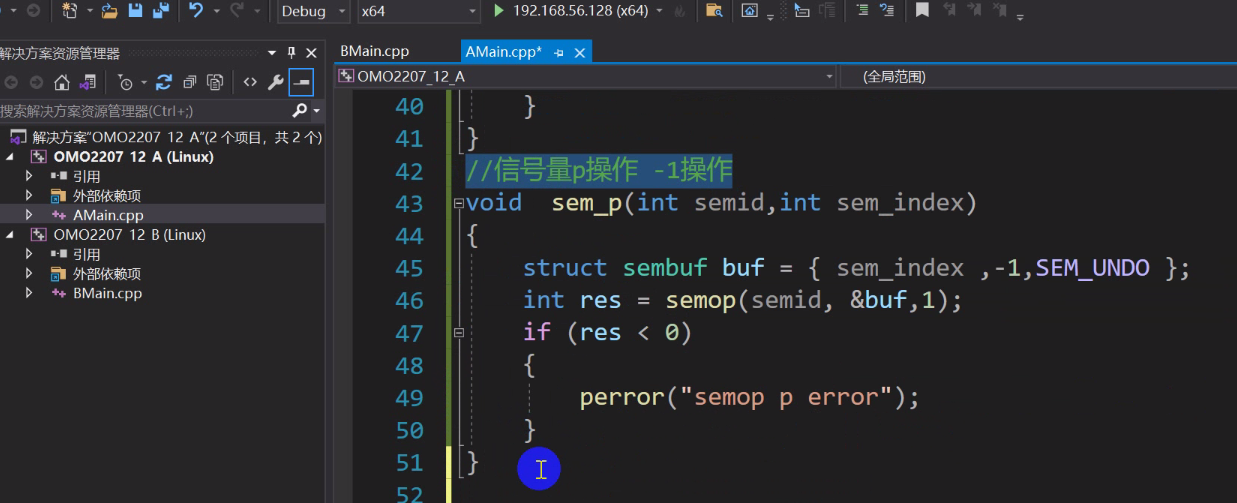 Debug
x64
192.168.56.128 (x64)
解决方案资源管理器
搜索解决方案资源管理器(Ctrl+;)
解决方案"OMO2207_12_A"(2 个项目，共 2 个)
OMO2207_12_A (Linux)
引用
外部依赖项
AMain.cpp
OMO2207_12_B (Linux)
引用
外部依赖项
BMain.cpp
BMain.cpp
AMain.cpp*
OMO2207_12_A
(全局范围)
40 }
41 }
42 //信号量p操作 -1操作
43 void  sem_p(int semid,int sem_index)
44 {
45 struct sembuf buf = { sem_index ,-1,SEM_UNDO };
46 int res = semop(semid, &buf,1);
47 if (res < 0)
48 {
49 perror("semop p error");
50 }
51 }
52